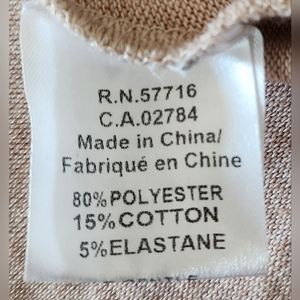 R.N.57716
C.A.02784
Made in China/
Fabriqué en Chine
80%POLYESTER
15%COTTON
5%ELASTANE